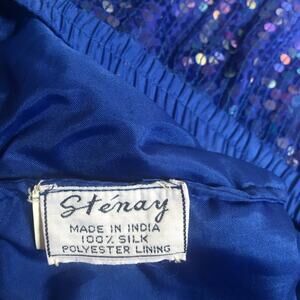 Sténay
MADE IN INDIA
100% SILK
POLYESTER LINING